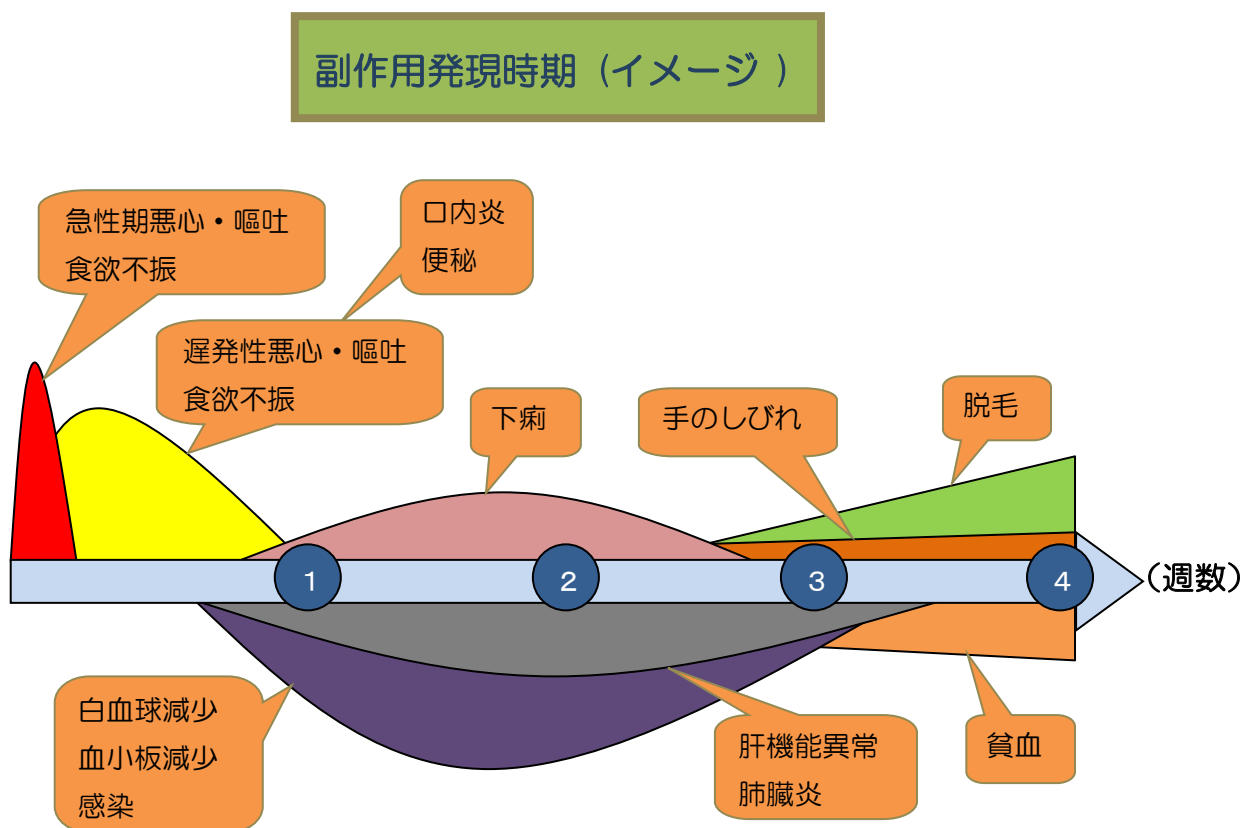 副作用発現時期（イメージ ）
急性期悪心・嘔吐
食欲不振
口内炎
便秘
遅発性悪心・嘔吐
食欲不振
下痢
手のしびれ
脱毛
1
2
3
4
（週数）
白血球減少
血小板減少
感染
肝機能異常
肺臓炎
貧血